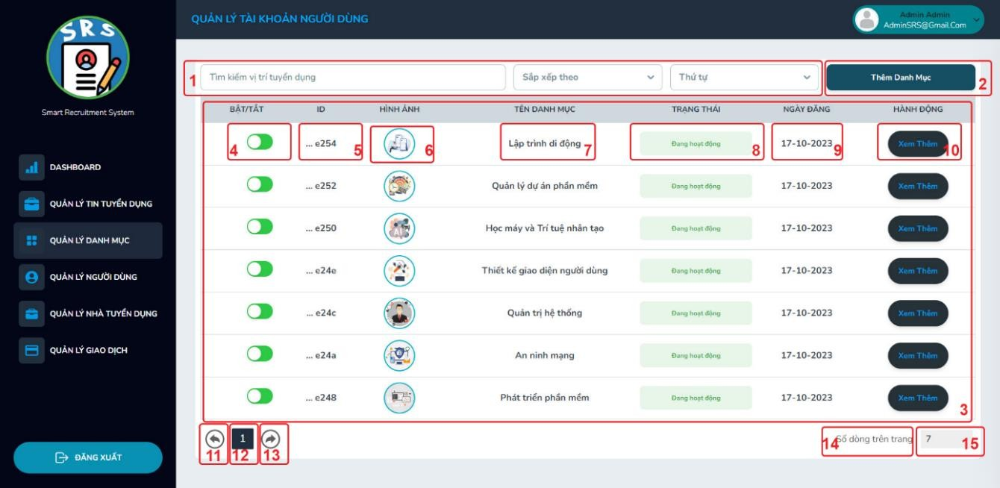 SRS
Smart Recruitment System
DASHBOARD
QUẢN LÝ TIN TUYỂN DỤNG
QUẢN LÝ DANH MỤC
QUẢN LÝ NGƯỜI DÙNG
QUẢN LÝ NHÀ TUYỂN DỤNG
QUẢN LÝ GIAO DỊCH
ĐĂNG XUẤT
QUẢN LÝ TÀI KHOẢN NGƯỜI DÙNG
Admin Admin
AdminSRS@Gmail.Com
1 Tìm kiếm vị trí tuyển dụng Sắp xếp theo Thứ tự Thêm Danh Mục 2
BẬT/TẮT ID HÌNH ẢNH TÊN DANH MỤC TRẠNG THÁI NGÀY ĐĂNG HÀNH ĐỘNG
4 ... e254 5 6 Lập trình di động 7 Đang hoạt động 8 17-10-2023 9 Xem Thêm 10
... e252 Quản lý dự án phần mềm Đang hoạt động 17-10-2023 Xem Thêm
... e250 AI Học máy và Trí tuệ nhân tạo Đang hoạt động 17-10-2023 Xem Thêm
... e24e Thiết kế giao diện người dùng Đang hoạt động 17-10-2023 Xem Thêm
... e24c Quản trị hệ thống Đang hoạt động 17-10-2023 Xem Thêm
... e24a An ninh mạng Đang hoạt động 17-10-2023 Xem Thêm
... e248 Phát triển phần mềm Đang hoạt động 17-10-2023 Xem Thêm
3
1
11 12 13
14 Số dòng trên trang 7 15